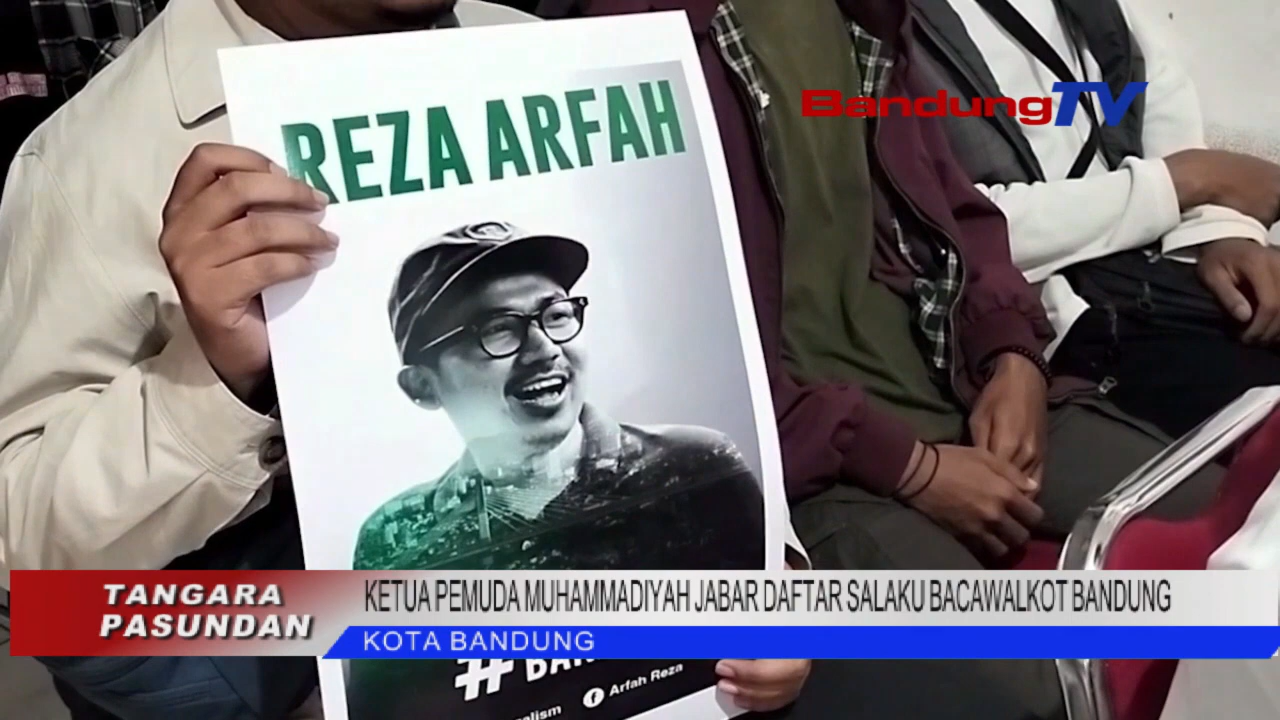 REZA ARFAH
BandungTV
TANGARA
PASUNDAN
KETUA PEMUDA MUHAMMADIYAH JABAR DAFTAR SALAKU BACAWALKOT BANDUNG
KOTA BANDUNG
#
Arfah Reza